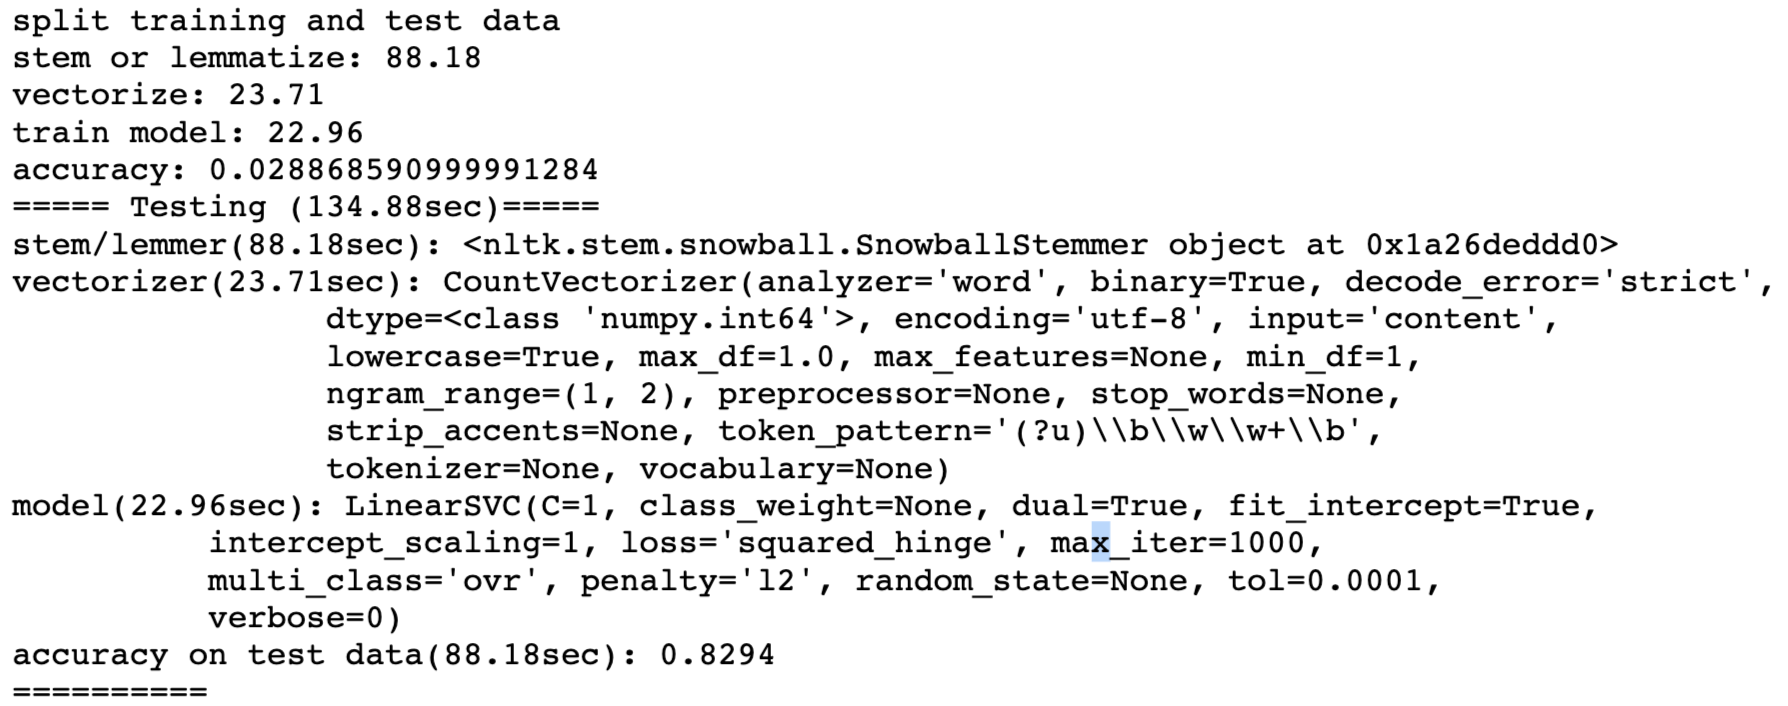 split training and test data
stem or lemmatize: 88.18
vectorize: 23.71
train model: 22.96
accuracy: 0.028868590999991284
===== Testing (134.88sec)=====
stem/lemmer(88.18sec): <nltk.stem.snowball.SnowballStemmer object at 0x1a26deddd0>
vectorizer(23.71sec): CountVectorizer(analyzer='word', binary=True, decode_error='strict',
dtype=<class 'numpy.int64'>, encoding='utf-8', input='content',
lowercase=True, max_df=1.0, max_features=None, min_df=1,
ngram_range=(1, 2), preprocessor=None, stop_words=None,
strip_accents=None, token_pattern='(?u)\\b\\w\\w+\\b',
tokenizer=None, vocabulary=None)
model(22.96sec): LinearSVC(C=1, class_weight=None, dual=True, fit_intercept=True,
intercept_scaling=1, loss='squared_hinge', max_iter=1000,
multi_class='ovr', penalty='l2', random_state=None, tol=0.0001,
verbose=0)
accuracy on test data(88.18sec): 0.8294
==========